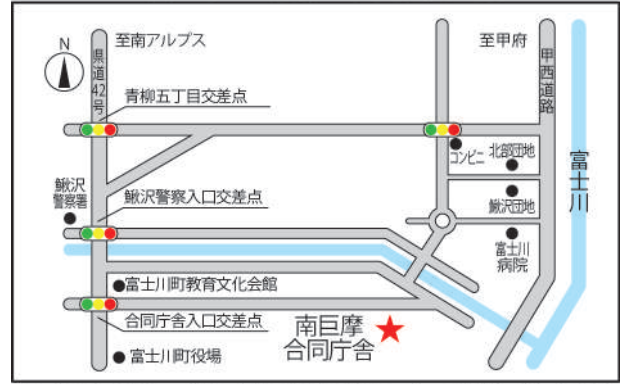 N
至南アルプス
至甲府
県道42号
甲西道路
青柳五丁目交差点
コンビニ
北部団地
富士川
鰍沢
警察署
鰍沢警察入口交差点
鰍沢団地
富士川
病院
富士川町教育文化会館
合同庁舎入口交差点
南巨摩
合同庁舎
富士川町役場